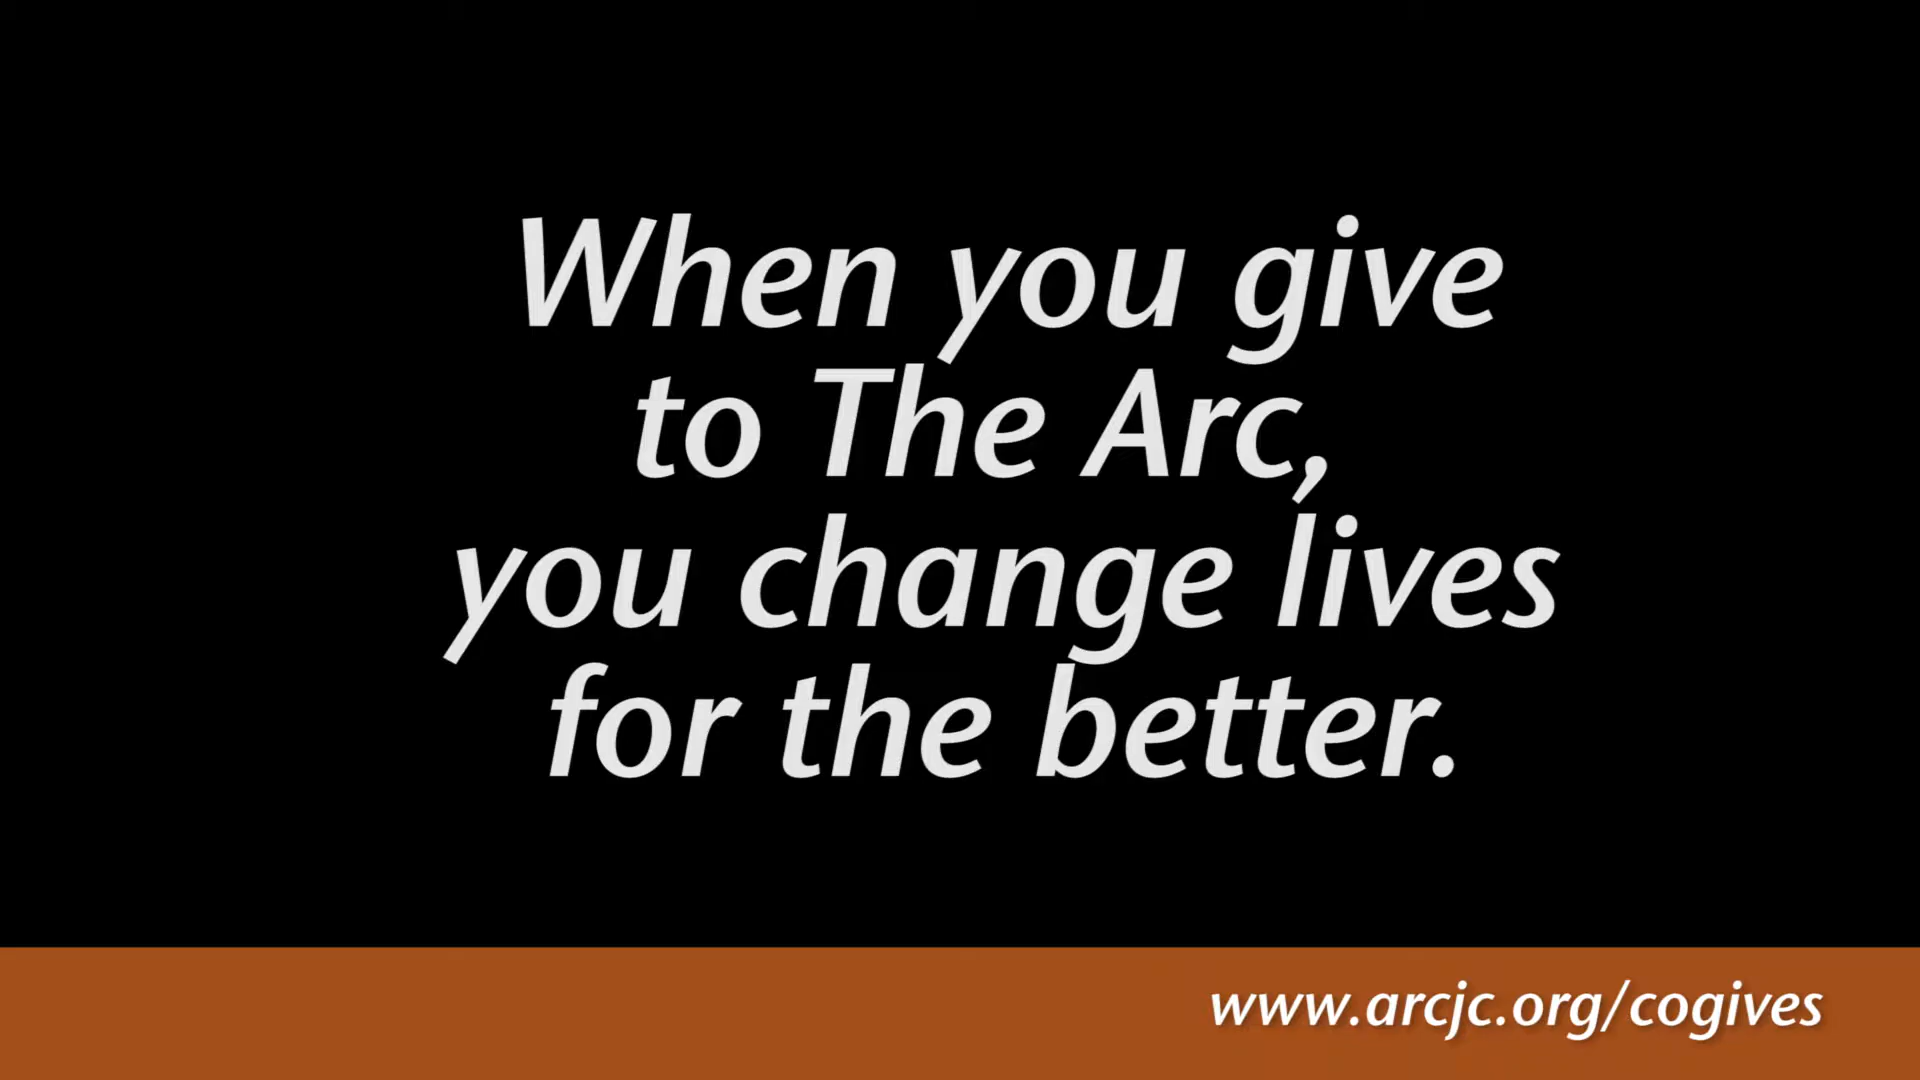 When you give
to The Arc,
you change lives
for the better.
www.arcjc.org/cogives